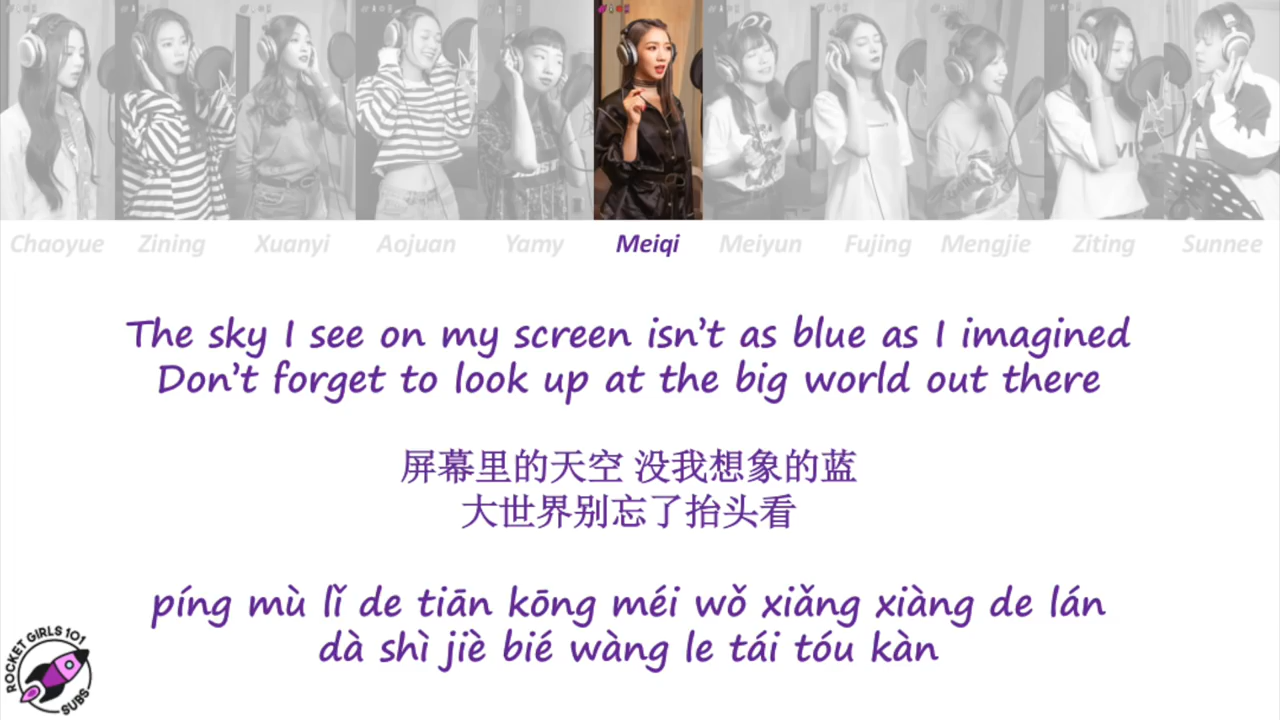 Chaoyue Zining Xuanyi Aojuan Yamy Meiqi Meiyun Fujing Mengjie Ziting Sunnee
The sky I see on my screen isn't as blue as I imagined
Don't forget to look up at the big world out there
屏幕里的天空 没我想象的蓝
大世界别忘了抬头看
píng mù lǐ de tiān kōng méi wǒ xiǎng xiàng de lán
dà shì jiè bié wàng le tái tóu kàn
ROCKET GIRLS 101
SUBS